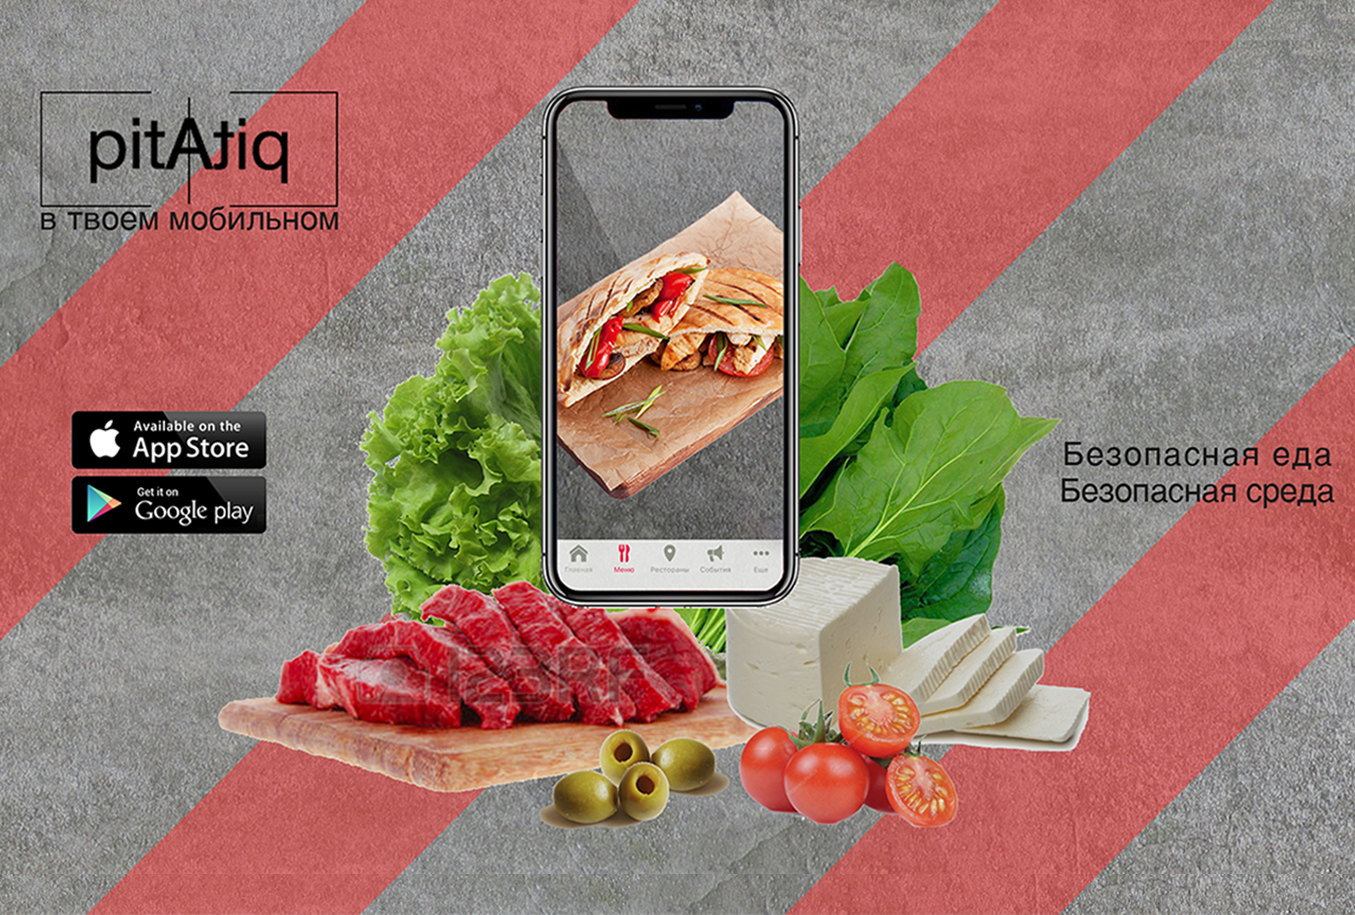 pitAtiq
в твоем мобильном
Available on the
App Store
Get it on
Google play
Безопасная еда
Безопасная среда
Главная
Меню
Рестораны
События
Еще
123RF